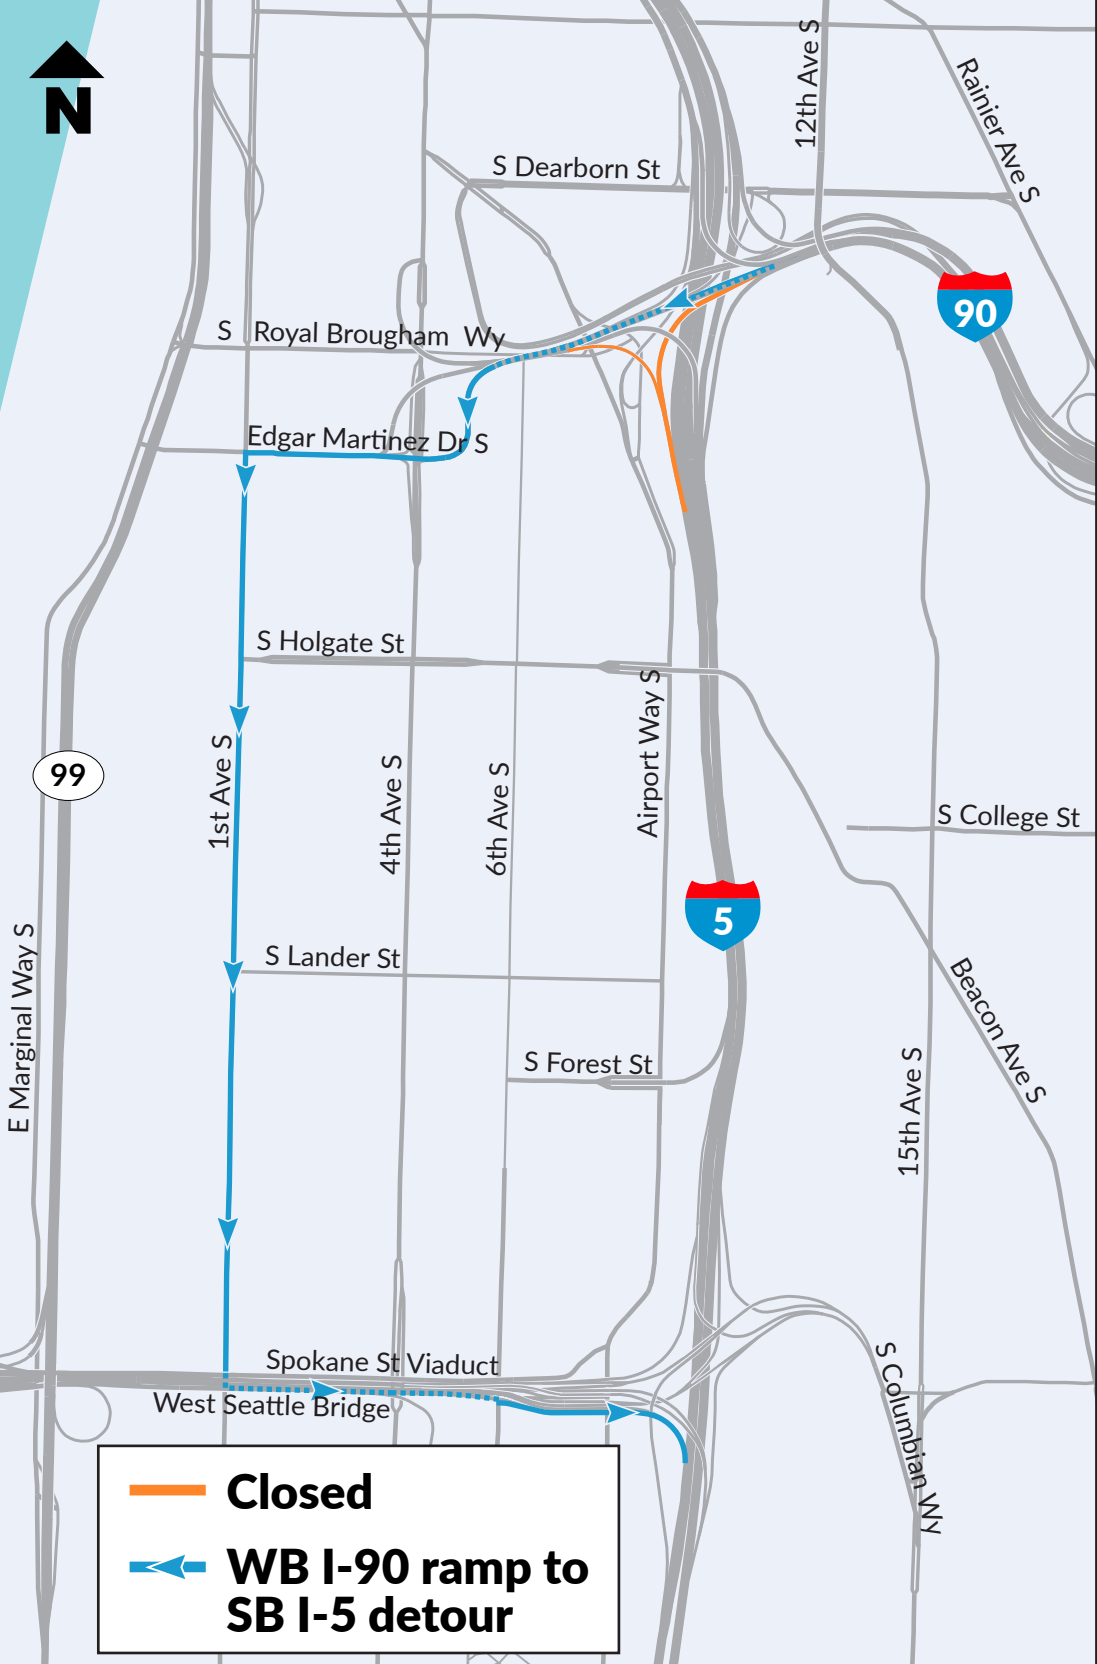 N
12th Ave S
Rainier Ave S
S Dearborn St
90
S Royal Brougham Wy
Edgar Martinez Dr S
S Holgate St
Airport Way S
99
1st Ave S
4th Ave S
6th Ave S
S College St
5
E Marginal Way S
S Lander St
Beacon Ave S
S Forest St
15th Ave S
Spokane St Viaduct
West Seattle Bridge
S Columbian Wy
Closed
WB I-90 ramp to
SB I-5 detour